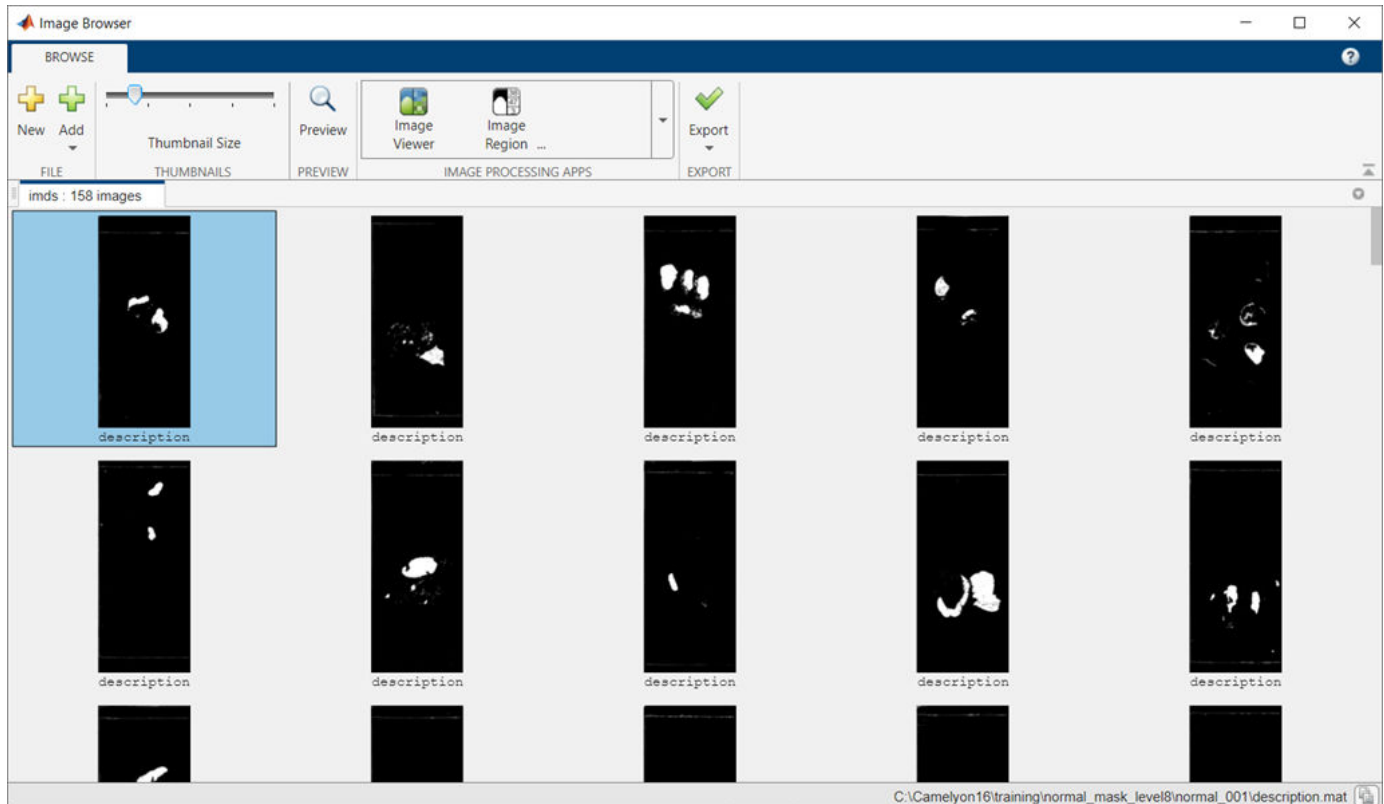 Image Browser
BROWSE
New Add
Thumbnail Size
Preview
Image Viewer
Image Region ...
Export
FILE THUMBNAILS PREVIEW IMAGE PROCESSING APPS EXPORT
imds : 158 images
description description description description description
description description description description description
C:\Camelyon16\training\normal_mask_level8\normal_001\description.mat